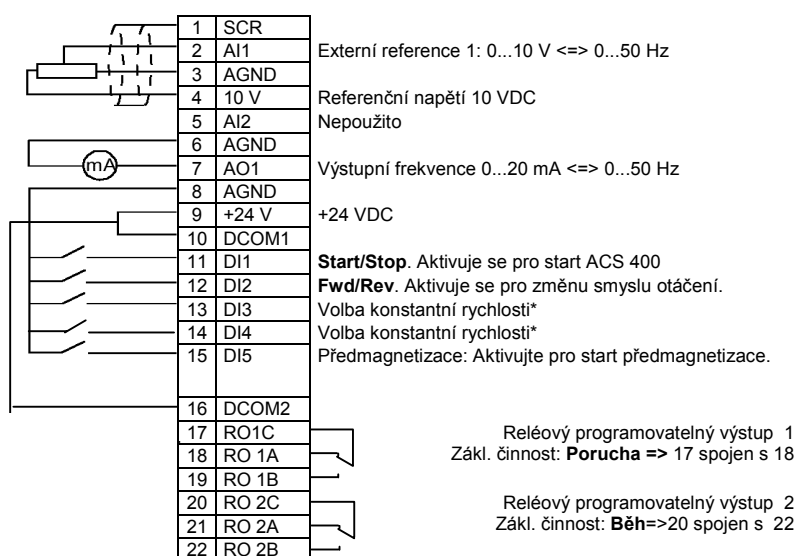 1 SCR
2 AI1 Externí reference 1: 0...10 V <=> 0...50 Hz
3 AGND
4 10 V Referenční napětí 10 VDC
5 AI2 Nepoužito
6 AGND
mA 7 AO1 Výstupní frekvence 0...20 mA <=> 0...50 Hz
8 AGND
9 +24 V +24 VDC
10 DCOM1
11 DI1 Start/Stop. Aktivuje se pro start ACS 400
12 DI2 Fwd/Rev. Aktivuje se pro změnu smyslu otáčení.
13 DI3 Volba konstantní rychlosti*
14 DI4 Volba konstantní rychlosti*
15 DI5 Předmagnetizace: Aktivujte pro start předmagnetizace.
16 DCOM2
17 RO1C Reléový programovatelný výstup 1
18 RO 1A Zákl. činnost: Porucha => 17 spojen s 18
19 RO 1B
20 RO 2C Reléový programovatelný výstup 2
21 RO 2A Zákl. činnost: Běh=>20 spojen s 22
22 RO 2B